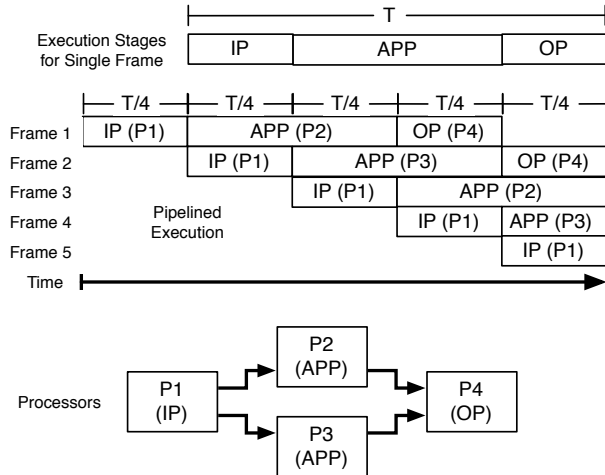 T
Execution Stages
for Single Frame
IP APP OP
T/4 T/4 T/4 T/4 T/4
Frame 1 IP (P1) APP (P2) OP (P4)
Frame 2 IP (P1) APP (P3) OP (P4)
Frame 3 IP (P1) APP (P2)
Pipelined
Execution
Frame 4 IP (P1) APP (P3)
Frame 5 IP (P1)
Time
Processors
P1
(IP)
P2
(APP)
P3
(APP)
P4
(OP)